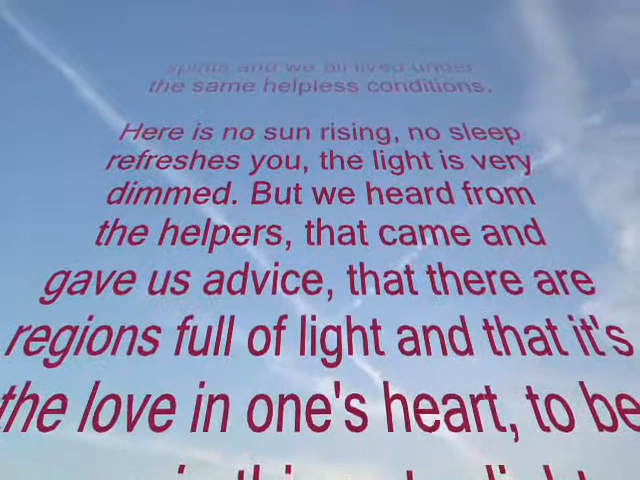 spirits and we all lived under
the same helpless conditions.
Here is no sun rising, no sleep
refreshes you, the light is very
dimmed. But we heard from
the helpers, that came and
gave us advice, that there are
regions full of light and that it's
the love in one's heart, to be